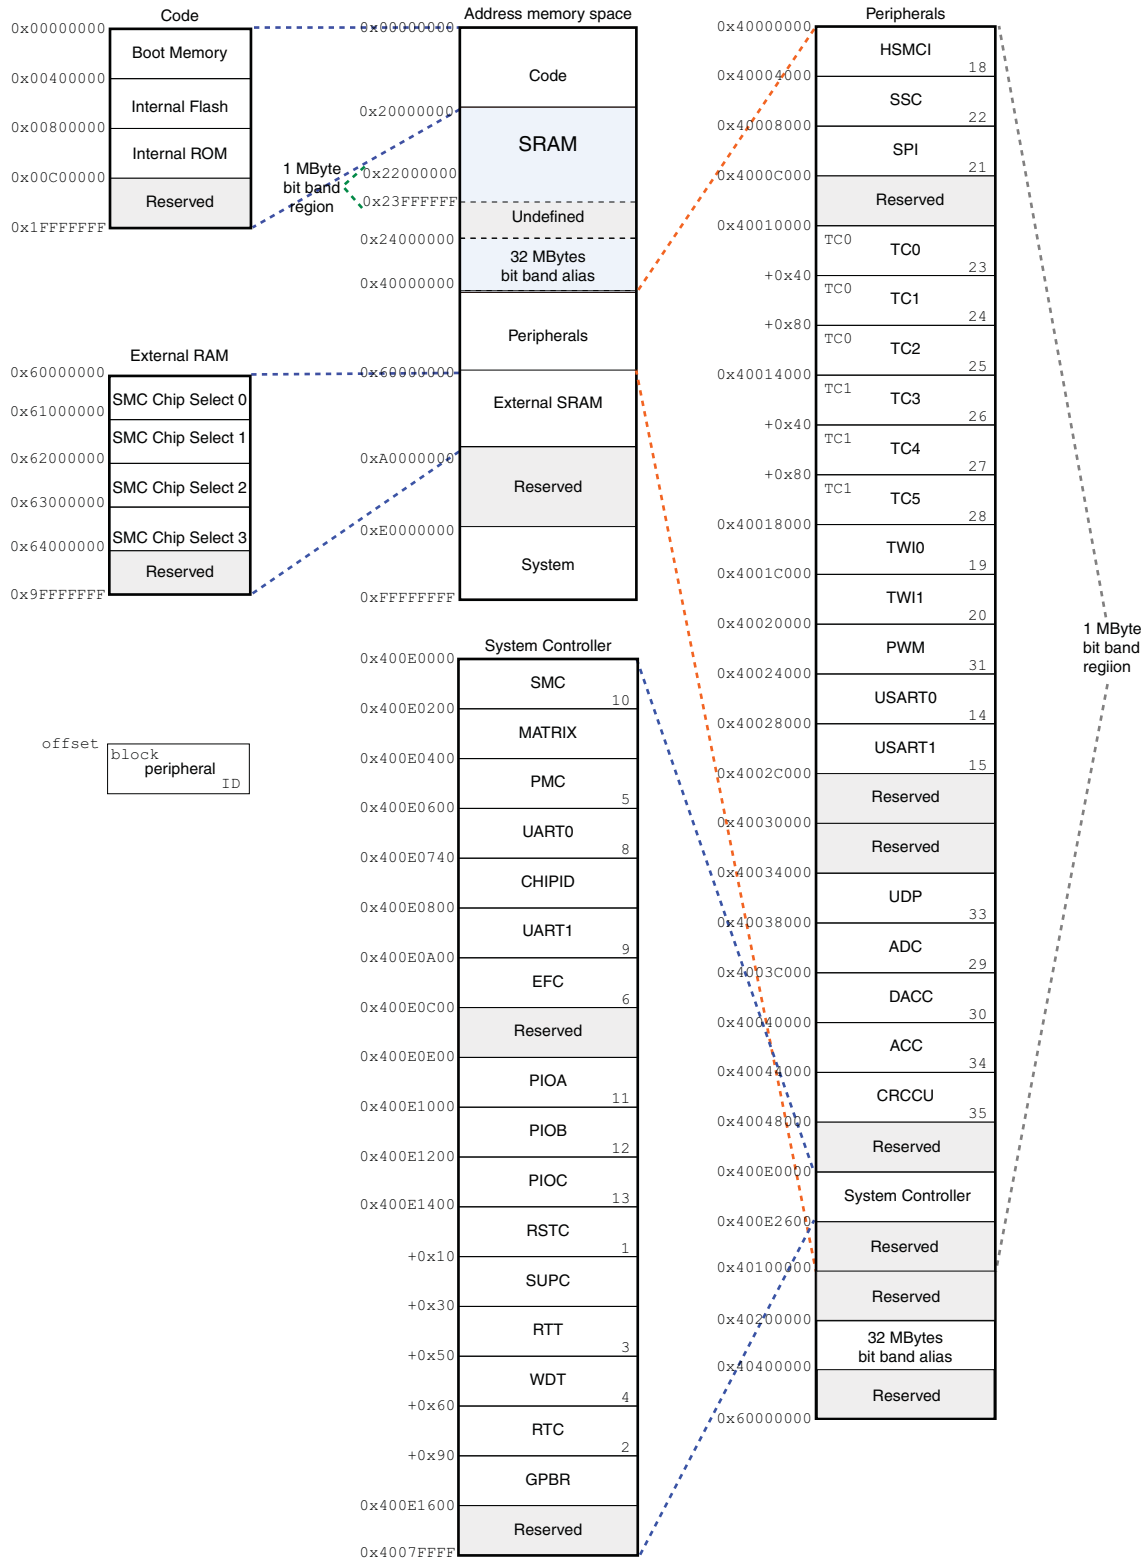 Code
0x00000000
Boot Memory
0x00400000
Internal Flash
0x00800000
Internal ROM
0x00C00000
Reserved
0x1FFFFFFF
1 MByte
bit band
region
External RAM
0x60000000
SMC Chip Select 0
0x61000000
SMC Chip Select 1
0x62000000
SMC Chip Select 2
0x63000000
SMC Chip Select 3
0x64000000
Reserved
0x9FFFFFFF
offset
block
peripheral
ID
Address memory space
0x00000000
Code
0x20000000
SRAM
0x22000000
0x23FFFFFF
Undefined
0x24000000
32 MBytes
bit band alias
0x40000000
Peripherals
0x60000000
External SRAM
0xA0000000
Reserved
0xE0000000
System
0xFFFFFFFF
System Controller
0x400E0000
SMC
10
0x400E0200
MATRIX
0x400E0400
PMC
5
0x400E0600
UART0
8
0x400E0740
CHIPID
0x400E0800
UART1
9
0x400E0A00
EFC
6
0x400E0C00
Reserved
0x400E0E00
PIOA
11
0x400E1000
PIOB
12
0x400E1200
PIOC
13
0x400E1400
RSTC
1
+0x10
SUPC
+0x30
RTT
3
+0x50
WDT
4
+0x60
RTC
2
+0x90
GPBR
0x400E1600
Reserved
0x4007FFFF
Peripherals
0x40000000
HSMCI
18
0x40004000
SSC
22
0x40008000
SPI
21
0x4000C000
Reserved
0x40010000
TC0
TC0
23
+0x40
TC0
TC1
24
+0x80
TC0
TC2
25
0x40014000
TC1
TC3
26
+0x40
TC1
TC4
27
+0x80
TC1
TC5
28
0x40018000
TWI0
19
0x4001C000
TWI1
20
0x40020000
PWM
31
0x40024000
USART0
14
0x40028000
USART1
15
0x4002C000
Reserved
0x40030000
Reserved
0x40034000
UDP
33
0x40038000
ADC
29
0x4003C000
DACC
30
0x40040000
ACC
34
0x40044000
CRCCU
35
0x40048000
Reserved
0x400E0000
System Controller
0x400E2600
Reserved
0x40100000
Reserved
0x40200000
32 MBytes
bit band alias
0x40400000
Reserved
0x60000000
1 MByte
bit band
regiion